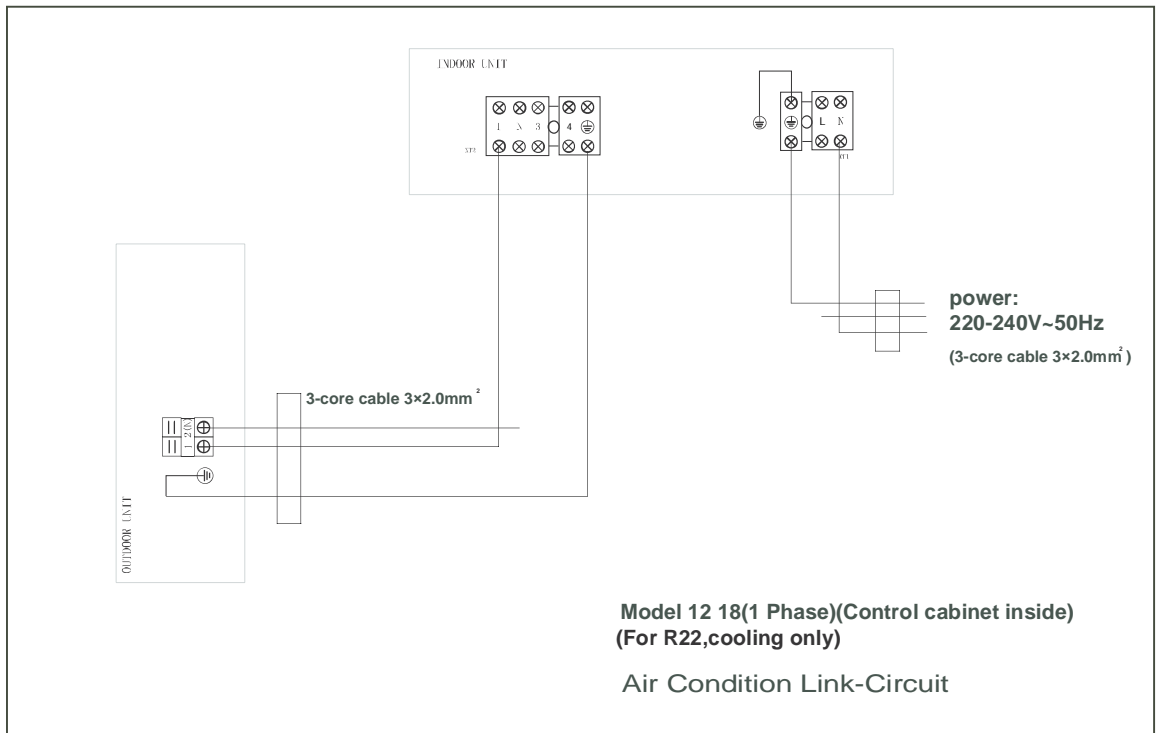 INDOOR UNIT
1 N 3 4
L N
XT2
XT1
power:
220-240V~50Hz
(3-core cable 3×2.0mm²)
3-core cable 3×2.0mm²
1 2(N)
OUTDOOR UNIT
Model 12 18(1 Phase)(Control cabinet inside)
(For R22,cooling only)
Air Condition Link-Circuit